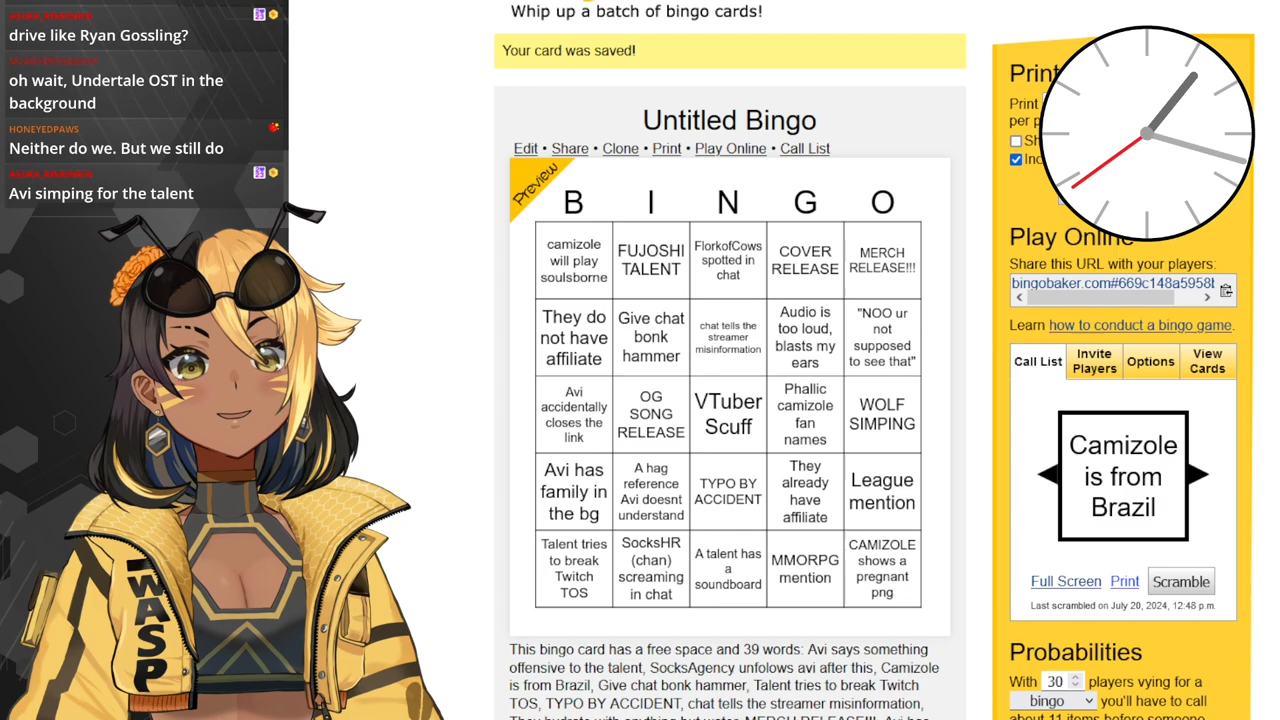 drive like Ryan Gossling?
oh wait, Undertale OST in the
background
HONEYEDPAWS
Neither do we. But we still do
Avi simping for the talent
WASP
Whip up a batch of bingo cards!
Your card was saved!
Untitled Bingo
Edit • Share • Clone • Print • Play Online • Call List
Preview
B I N G O
camizole
will play
soulsborne
FUJOSHI
TALENT
FlorkofCows
spotted in
chat
COVER
RELEASE
MERCH
RELEASE!!!
They do
not have
affiliate
Give chat
bonk
hammer
chat tells the
streamer
misinformation
Audio is
too loud,
blasts my
ears
"NOO ur
not
supposed
to see that"
Avi
accidentally
closes the
link
OG
SONG
RELEASE
VTuber
Scuff
Phallic
camizole
fan
names
WOLF
SIMPING
Avi has
family in
the bg
A hag
reference
Avi doesnt
understand
TYPO BY
ACCIDENT
They
already
have
affiliate
League
mention
Talent tries
to break
Twitch
TOS
SocksHR
(chan)
screaming
in chat
A talent has
a
soundboard
MMORPG
mention
CAMIZOLE
shows a
pregnant
png
This bingo card has a free space and 39 words: Avi says something
offensive to the talent, SocksAgency unfolows avi after this, Camizole
is from Brazil, Give chat bonk hammer, Talent tries to break Twitch
TOS, TYPO BY ACCIDENT, chat tells the streamer misinformation,
Print
Print
per p
Sh
Inc
Play Online
Share this URL with your players:
bingobaker.com#669c148a5958b
Learn how to conduct a bingo game.
Call List
Invite
Players
Options
View
Cards
Camizole
is from
Brazil
Full Screen Print Scramble
Last scrambled on July 20, 2024, 12:48 p.m.
Probabilities
With 30 players vying for a
bingo you'll have to call
about 11 items before someone